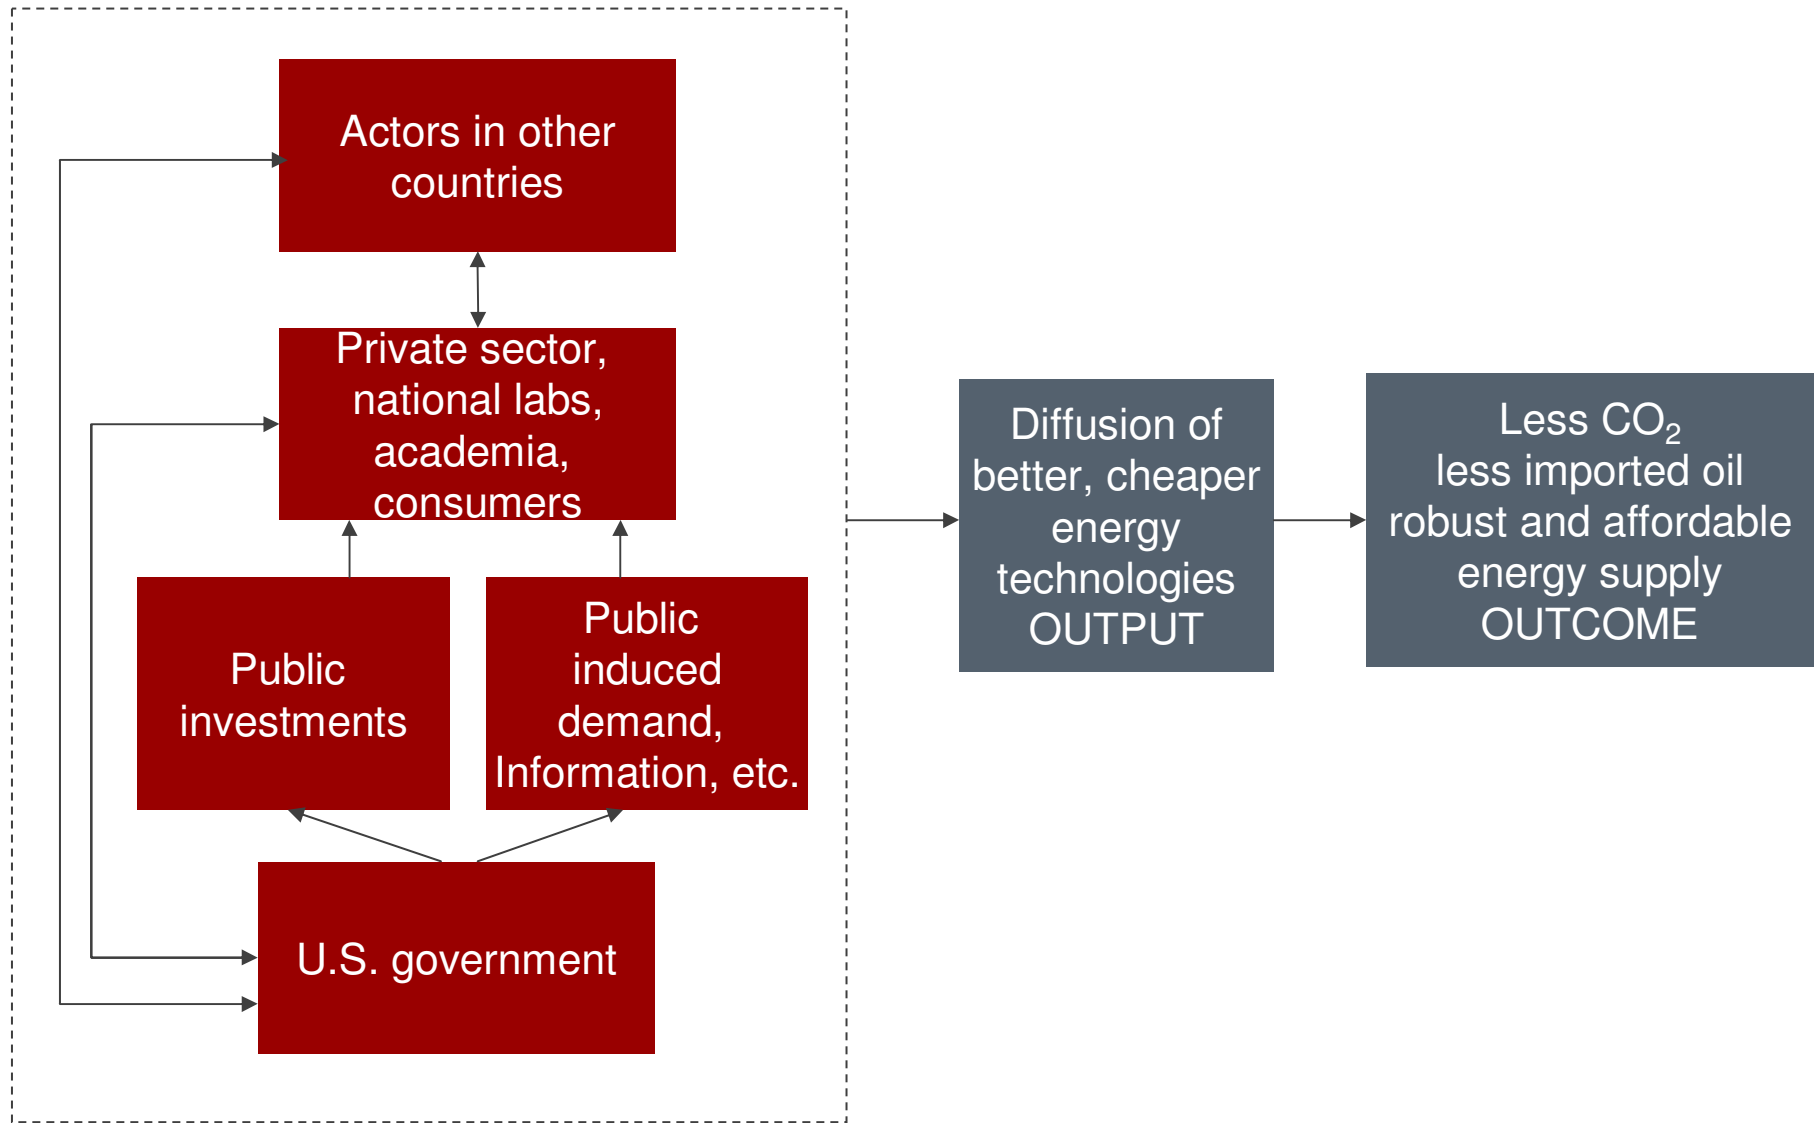 Actors in other
countries
Private sector,
national labs,
academia,
consumers
Public
investments
Public
induced
demand,
Information, etc.
U.S. government
Diffusion of
better, cheaper
energy
technologies
OUTPUT
Less CO₂
less imported oil
robust and affordable
energy supply
OUTCOME